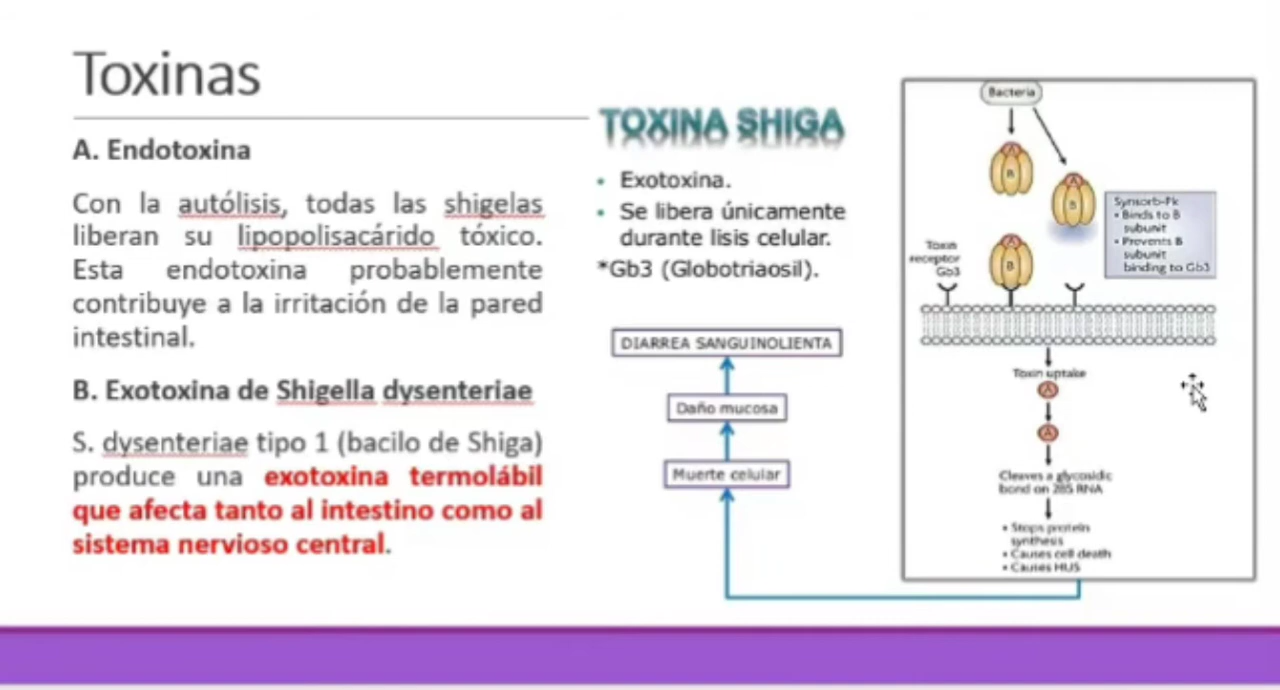 Toxinas
A. Endotoxina
Con la autólisis, todas las shigelas
liberan su lipopolisacárido tóxico.
Esta endotoxina probablemente
contribuye a la irritación de la pared
intestinal.
B. Exotoxina de Shigella dysenteriae
S. dysenteriae tipo 1 (bacilo de Shiga)
produce una exotoxina termolábil
que afecta tanto al intestino como al
sistema nervioso central.
TOXINA SHIGA
• Exotoxina.
• Se libera únicamente
durante lisis celular.
*Gb3 (Globotriaosil).
DIARREA SANGUINOLIENTA
Daño mucosa
Muerte celular
Bacteria
A
B
A
B
Synsorb-Pk
• Binds to B
subunit
• Prevents B
subunit
binding to Gb3
Toxin
receptor
Gb3
A
B
Toxin uptake
A
A
Cleaves a glycosidic
bond on 28S RNA
• Stops protein
synthesis
• Causes cell death
• Causes HUS